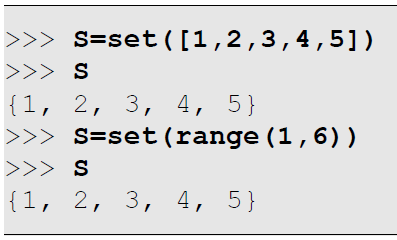 >>> S=set([1,2,3,4,5])
>>> S
{1, 2, 3, 4, 5}
>>> S=set(range(1,6))
>>> S
{1, 2, 3, 4, 5}